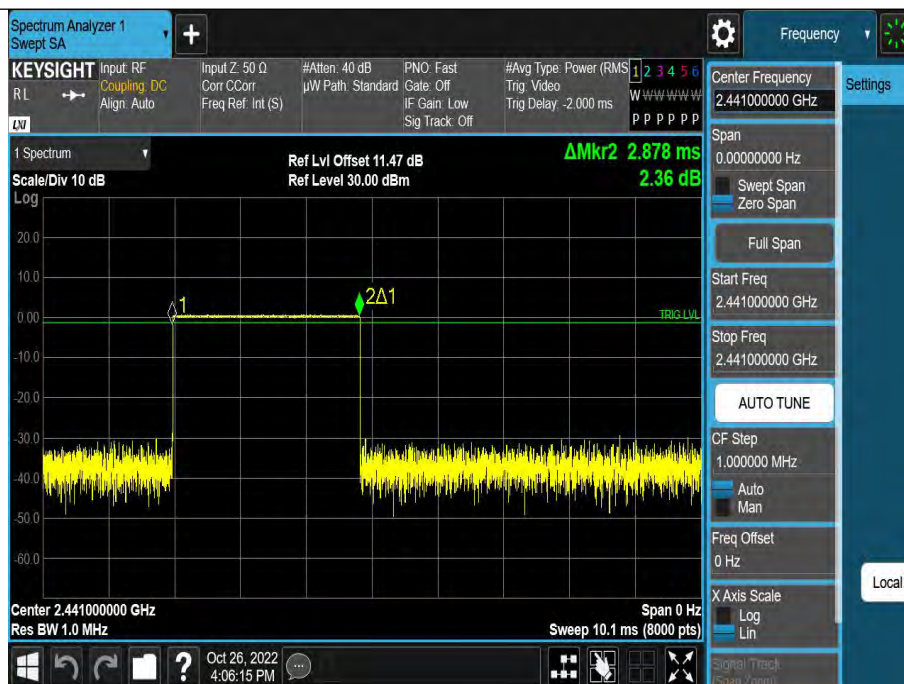 Spectrum Analyzer 1
Swept SA
Frequency
KEYSIGHT
RL
LXI
Input: RF
Coupling: DC
Align: Auto
Input Z: 50 Ω
Corr CCorr
Freq Ref: Int (S)
#Atten: 40 dB
µW Path: Standard
PNO: Fast
Gate: Off
IF Gain: Low
Sig Track: Off
#Avg Type: Power (RMS
Trig: Video
Trig Delay: -2.000 ms
1 2 3 4 5 6
W W W W W W
P P P P P P
Center Frequency
2.441000000 GHz
Settings
Span
0.00000000 Hz
Swept Span
Zero Span
Full Span
Start Freq
2.441000000 GHz
Stop Freq
2.441000000 GHz
AUTO TUNE
CF Step
1.000000 MHz
Auto
Man
Freq Offset
0 Hz
X Axis Scale
Log
Lin
Signal Track
(Span Zoom)
Local
1 Spectrum
Scale/Div 10 dB
Log
Ref Lvl Offset 11.47 dB
Ref Level 30.00 dBm
ΔMkr2 2.878 ms
2.36 dB
20.0
10.0
0.00
-10.0
-20.0
-30.0
-40.0
-50.0
-60.0
1
2Δ1
TRIG LVL
Center 2.441000000 GHz
Res BW 1.0 MHz
Span 0 Hz
Sweep 10.1 ms (8000 pts)
?
Oct 26, 2022
4:06:15 PM